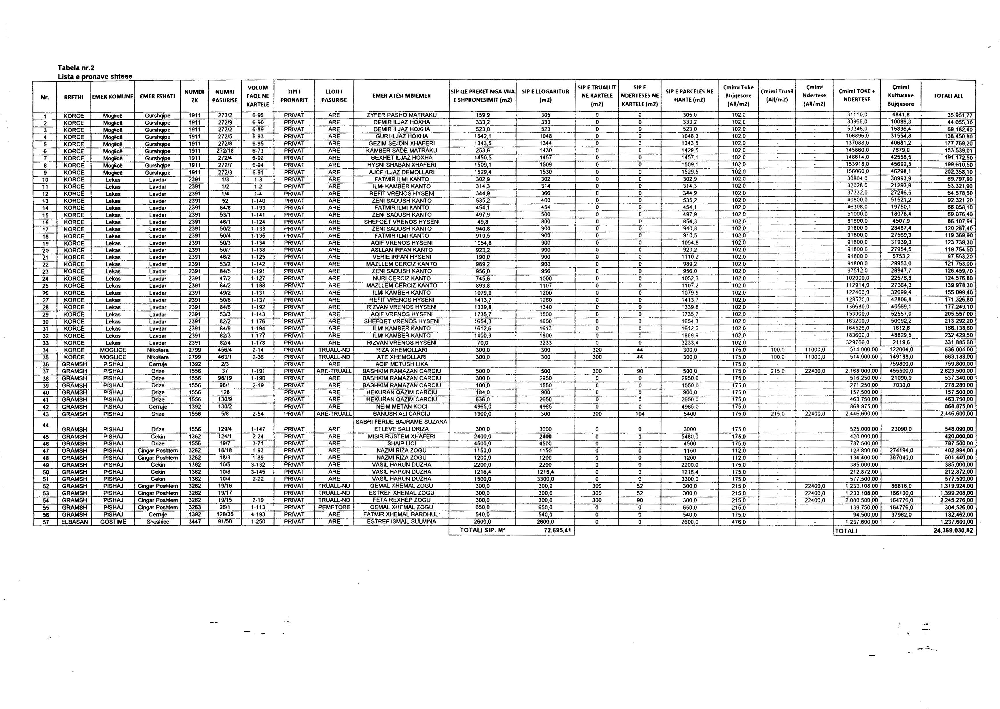 Tabela nr.2
Lista e pronave shtese
Nr. RRETHI EMER KOMUNE EMER FSHATI NUMER ZK NUMRI PASURISE VOLUM FAQE NE KARTELE TIPI I PRONARIT LLOJI I PASURISE EMER ATESI MBIEMER SIP QE PREKET NGA VIJA E SHPRONESIMIT (m2) SIP E LLOGARITUR (m2) SIP E TRUALLIT NE KARTELE (m2) SIP E NDERTESES NE KARTELE (m2) SIP E PARCELES NE HARTE (m2) Çmimi Toke Bujqesore (All/m2) Çmimi Truall (All/m2) Çmimi Ndertese (All/m2) Çmimi TOKE + NDERTESE Çmimi Kulturave Bujqesore TOTALI ALL
1 KORCE Moglicë Gurshqipe 1911 273/2 6-96 PRIVAT ARE ZYFER PASHO MATRAKU 159,9 305 0 0 305,0 102,0 - - 31110,0 4841,8 35.951,77
2 KORCE Moglicë Gurshqipe 1911 272/9 6-90 PRIVAT ARE DEMIR ILJAZ HOXHA 333,2 333 0 0 333,2 102,0 - - 33966,0 10089,3 44.055,30
3 KORCE Moglicë Gurshqipe 1911 272/2 6-89 PRIVAT ARE DEMIR ILJAZ HOXHA 523,0 523 0 0 523,0 102,0 - - 53346,0 15836,4 69.182,40
4 KORCE Moglicë Gurshqipe 1911 272/5 6-93 PRIVAT ARE GURI ILJAZ HOXHA 1042,1 1048 0 0 1048,3 102,0 - - 106896,0 31554,8 138.450,80
5 KORCE Moglicë Gurshqipe 1911 272/8 6-95 PRIVAT ARE GEZIM SEJDIN XHAFERI 1343,5 1344 0 0 1343,5 102,0 - - 137088,0 40681,2 177.769,20
6 KORCE Moglicë Gurshqipe 1911 272/18 6-73 PRIVAT ARE KAMBER SADE MATRAKU 253,6 1430 0 0 1429,5 102,0 - - 145860,0 7679,0 153.539,01
7 KORCE Moglicë Gurshqipe 1911 272/4 6-92 PRIVAT ARE BEXHET ILJAZ HOXHA 1450,5 1457 0 0 1457,1 102,0 - - 148614,0 42558,5 191.172,50
8 KORCE Moglicë Gurshqipe 1911 272/7 6-94 PRIVAT ARE HYSNI SHABAN XHAFERI 1509,1 1509 0 0 1509,1 102,0 - - 153918,0 45692,5 199.610,50
9 KORCE Moglicë Gurshqipe 1911 272/3 6-91 PRIVAT ARE AJCE ILJAZ DEMOLLARI 1529,4 1530 0 0 1529,5 102,0 - - 156060,0 46298,1 202.358,10
10 KORCE Lekas Lavdar 2391 1/3 1-3 PRIVAT ARE FATMIR ILMI KANTO 302,9 302 0 0 302,9 102,0 - - 30804,0 38993,9 69.797,90
11 KORCE Lekas Lavdar 2391 1/2 1-2 PRIVAT ARE ILMI KAMBER KANTO 314,3 314 0 0 314,3 102,0 - - 32028,0 21293,9 53.321,90
12 KORCE Lekas Lavdar 2391 1/4 1-4 PRIVAT ARE REFIT VRENOS HYSENI 344,9 366 0 0 344,9 102,0 - - 37332,0 27246,5 64.578,50
13 KORCE Lekas Lavdar 2391 52 1-140 PRIVAT ARE ZENI SADUSH KANTO 535,2 400 0 0 535,2 102,0 - - 40800,0 51521,2 92.321,20
14 KORCE Lekas Lavdar 2391 84/8 1-193 PRIVAT ARE FATMIR ILMI KANTO 454,1 454 0 0 454,1 102,0 - - 46308,0 19750,1 66.058,10
15 KORCE Lekas Lavdar 2391 53/1 1-141 PRIVAT ARE ZENI SADUSH KANTO 497,9 500 0 0 497,9 102,0 - - 51000,0 18076,4 69.076,40
16 KORCE Lekas Lavdar 2391 46/1 1-124 PRIVAT ARE SHEFQET VRENOS HYSENI 49,8 800 0 0 854,3 102,0 - - 81600,0 4507,9 86.107,94
17 KORCE Lekas Lavdar 2391 50/2 1-133 PRIVAT ARE ZENI SADUSH KANTO 940,8 900 0 0 940,8 102,0 - - 91800,0 28487,4 120.287,40
18 KORCE Lekas Lavdar 2391 50/4 1-135 PRIVAT ARE FATMIR ILMI KANTO 910,5 900 0 0 910,5 102,0 - - 91800,0 27569,9 119.369,90
19 KORCE Lekas Lavdar 2391 50/3 1-134 PRIVAT ARE AQIF VRENOS HYSENI 1054,8 900 0 0 1054,8 102,0 - - 91800,0 31939,3 123.739,30
20 KORCE Lekas Lavdar 2391 50/7 1-138 PRIVAT ARE ASLLAN IRFAN KANTO 923,2 900 0 0 923,2 102,0 - - 91800,0 27954,5 119.754,50
21 KORCE Lekas Lavdar 2391 46/2 1-125 PRIVAT ARE VERIE IRFAN HYSENI 190,0 900 0 0 1110,2 102,0 - - 91800,0 5753,2 97.553,20
22 KORCE Lekas Lavdar 2391 53/2 1-142 PRIVAT ARE MAZLLEM CERCIZ KANTO 989,2 900 0 0 989,2 102,0 - - 91800,0 29953,0 121.753,00
23 KORCE Lekas Lavdar 2391 84/5 1-191 PRIVAT ARE ZENI SADUSH KANTO 956,0 956 0 0 956.0 102,0 - - 97512,0 28947,7 126.459,70
24 KORCE Lekas Lavdar 2391 47/2 1-127 PRIVAT ARE NURI CERCIZ KANTO 745,6 1000 0 0 1052,3 102,0 - - 102000,0 22576,8 124.576,80
25 KORCE Lekas Lavdar 2391 84/2 1-188 PRIVAT ARE MAZLLEM CERCIZ KANTO 893,8 1107 0 0 1107,2 102,0 - - 112914,0 27064,3 139.978,30
26 KORCE Lekas Lavdar 2391 49/2 1-131 PRIVAT ARE ILMI KAMBER KANTO 1079,9 1200 0 0 1079,9 102,0 - - 122400,0 32699,4 155.099,40
27 KORCE Lekas Lavdar 2391 50/6 1-137 PRIVAT ARE REFIT VRENOS HYSENI 1413,7 1260 0 0 1413,7 102,0 - - 128520,0 42806,8 171.326,80
28 KORCE Lekas Lavdar 2391 84/6 1-192 PRIVAT ARE RIZVAN VRENOS HYSENI 1339,8 1340 0 0 1339,8 102,0 - - 136680,0 40569,1 177.249,10
29 KORCE Lekas Lavdar 2391 53/3 1-143 PRIVAT ARE AQIF VRENOS HYSENI 1735,7 1500 0 0 1735,7 102,0 - - 153000,0 52557,0 205.557,00
30 KORCE Lekas Lavdar 2391 82/2 1-176 PRIVAT ARE SHEFQET VRENOS HYSENI 1654,3 1600 0 0 1654,3 102,0 - - 163200,0 50092,2 213.292,20
31 KORCE Lekas Lavdar 2391 84/9 1-194 PRIVAT ARE ILMI KAMBER KANTO 1612,6 1613 0 0 1612,6 102,0 - - 164526,0 1612,6 166.138,60
32 KORCE Lekas Lavdar 2391 82/3 1-177 PRIVAT ARE ILMI KAMBER KANTO 1400,9 1800 0 0 1869,9 102,0 - - 183600,0 48829,5 232.429,50
33 KORCE Lekas Lavdar 2391 82/4 1-178 PRIVAT ARE RIZVAN VRENOS HYSENI 70,0 3233 0 0 3233,4 102,0 - - 329766,0 2119,6 331.885,60
34 KORCE MOGLICE Nikollare 2799 456/4 2-14 PRIVAT TRUALL-ND RIZA XHEMOLLARI 300,0 300 300 44 300,0 175,0 100,0 11000,0 514.000,00 122004,0 636.004,00
35 KORCE MOGLICE Nikollare 2799 463/1 2-36 PRIVAT TRUALL-ND ATE XHEMOLLARI 300,0 300 300 44 300,0 175,0 100,0 11000,0 514.000,00 149188,0 663.188,00
36 GRAMSH PISHAJ Cerruje 1392 2/3 PRIVAT ARE AQIF METUSH LIKA 175,0 - - 759800,0 759.800,00
37 GRAMSH PISHAJ Drize 1556 37 1-191 PRIVAT ARE-TRUALL BASHKIM RAMAZAN CARCIU 500,0 500 300 90 500,0 175,0 215.0 22400,0 2.168.000,00 455500,0 2.623.500,00
38 GRAMSH PISHAJ Drize 1556 98/19 1-190 PRIVAT ARE BASHKIM RAMAZAN CARCIU 300,0 2950 0 0 2950,0 175,0 - 516.250,00 21090,0 537.340,00
39 GRAMSH PISHAJ Drize 1556 98/1 2-19 PRIVAT ARE BASHKIM RAMAZAN CARCIU 100,0 1550 0 0 1550,0 175,0 - 271.250,00 7030,0 278.280,00
40 GRAMSH PISHAJ Drize 1556 128 PRIVAT ARE HEKURAN QAZIM CARCIU 184,0 900 0 0 900,0 175,0 - 157.500,00 157.500,00
41 GRAMSH PISHAJ Drize 1556 130/9 PRIVAT ARE HEKURAN QAZIM CARCIU 636,0 2650 0 0 2650,0 175,0 - 463.750,00 463.750,00
42 GRAMSH PISHAJ Cerruje 1392 130/2 PRIVAT ARE NEIM METAN KOCI 4965,0 4965 0 0 4965,0 175,0 - 868.875,00 868.875,00
43 GRAMSH PISHAJ Drize 1556 5/8 2-54 PRIVAT ARE-TRUALL BANUSH ALI CARCIU 1900,0 300 300 104 5400 175,0 215,0 22400,0 2.446.600,00 2.446.600,00
44 GRAMSH PISHAJ Drize 1556 129/4 1-147 PRIVAT ARE SABRI FERIJE BAJRAME SUZANA ETLEVE SALI DRIZA 300,0 3000 0 0 3000 175,0 - 525.000,00 23090,0 548.090,00
45 GRAMSH PISHAJ Cekin 1362 124/1 2-24 PRIVAT ARE MISIR RUSTEM XHAFERI 2400,0 2400 0 0 5480,0 175,0 - 420.000,00 420.000,00
46 GRAMSH PISHAJ Drize 1556 19/7 3-71 PRIVAT ARE SHAIP LICI 4500,0 4500 0 0 4500 175,0 - 787.500,00 787.500,00
47 GRAMSH PISHAJ Cingar Poshtem 3262 18/18 1-93 PRIVAT ARE NAZMI RIZA ZOGU 1150,0 1150 0 0 1150 112,0 - 128.800,00 274194,0 402.994,00
48 GRAMSH PISHAJ Cingar Poshtem 3262 18/3 1-89 PRIVAT ARE NAZMI RIZA ZOGU 1200,0 1200 0 0 1200 112,0 - 134.400,00 367040,0 501.440,00
49 GRAMSH PISHAJ Cekin 1362 10/5 3-132 PRIVAT ARE VASIL HARUN DUZHA 2200,0 2200 0 0 2200,0 175,0 - 385.000,00 385.000,00
50 GRAMSH PISHAJ Cekin 1362 10/8 3-145 PRIVAT ARE VASIL HARUN DUZHA 1216,4 1216,4 0 0 1216,4 175,0 - 212.872,00 212.872,00
51 GRAMSH PISHAJ Cekin 1362 10/4 2-22 PRIVAT ARE VASIL HARUN DUZHA 1500,0 3300,0 0 0 3300,0 175,0 - 577.500,00 577.500,00
52 GRAMSH PISHAJ Cingar Poshtem 3262 19/16 PRIVAT TRUALL-ND QEMAL XHEMAL ZOGU 300,0 300,0 300 52 300,0 215,0 - 22400,0 1.233.108,00 86816,0 1.319.924,00
53 GRAMSH PISHAJ Cingar Poshtem 3262 19/17 PRIVAT TRUALL-ND ESTREF XHEMAL ZOGU 300,0 300,0 300 52 300,0 215,0 - 22400,0 1.233.108,00 166100,0 1.399.208,00
54 GRAMSH PISHAJ Cingar Poshtem 3262 19/15 2-19 PRIVAT TRUALL-ND FETA REXHEP ZOGU 300,0 300,0 300 90 300,0 215,0 - 22400,0 2.080.500,00 164776,0 2.245.276,00
55 GRAMSH PISHAJ Cingar Poshtem 3263 26/1 1-113 PRIVAT PEMETORE QEMAL XHEMAL ZOGU 650,0 650,0 0 0 650,0 215,0 - - 139.750,00 164776,0 304.526,00
56 GRAMSH PISHAJ Cerruje 1392 128/35 4-193 PRIVAT ARE FATMIR XHEMAL BARDHULI 540,0 540,0 0 0 540,0 175,0 - 94.500,00 37962,0 132.462,00
57 ELBASAN GOSTIME Shushice 3447 91/50 1-250 PRIVAT ARE ESTREF ISMAIL SULMINA 2600,0 2600,0 0 0 2600,0 476,0 - - 1.237.600,00 - 1.237.600,00
TOTALI SIP. M² 72.695,41 TOTALI 24.369.030,82